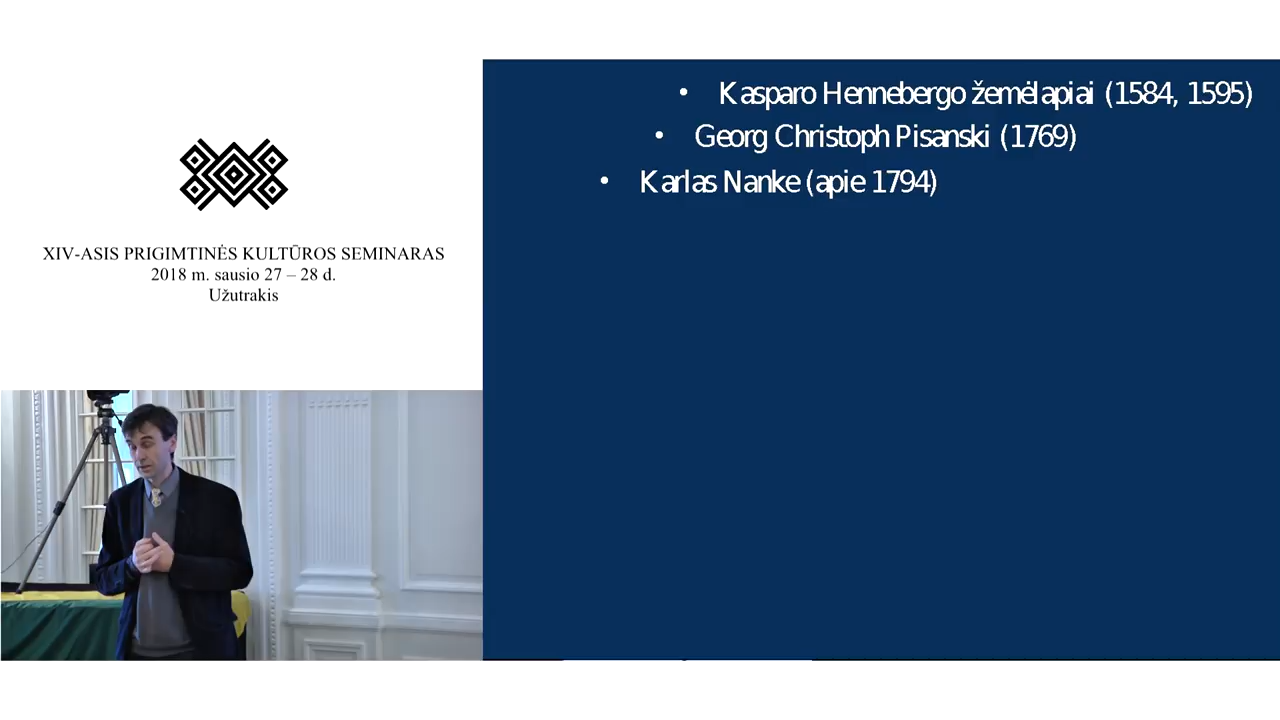 XIV-ASIS PRIGIMTINĖS KULTŪROS SEMINARAS
2018 m. sausio 27 – 28 d.
Užutrakis
• Kasparo Hennebergo žemėlapiai (1584, 1595)
• Georg Christoph Pisanski (1769)
• Karlas Nanke (apie 1794)